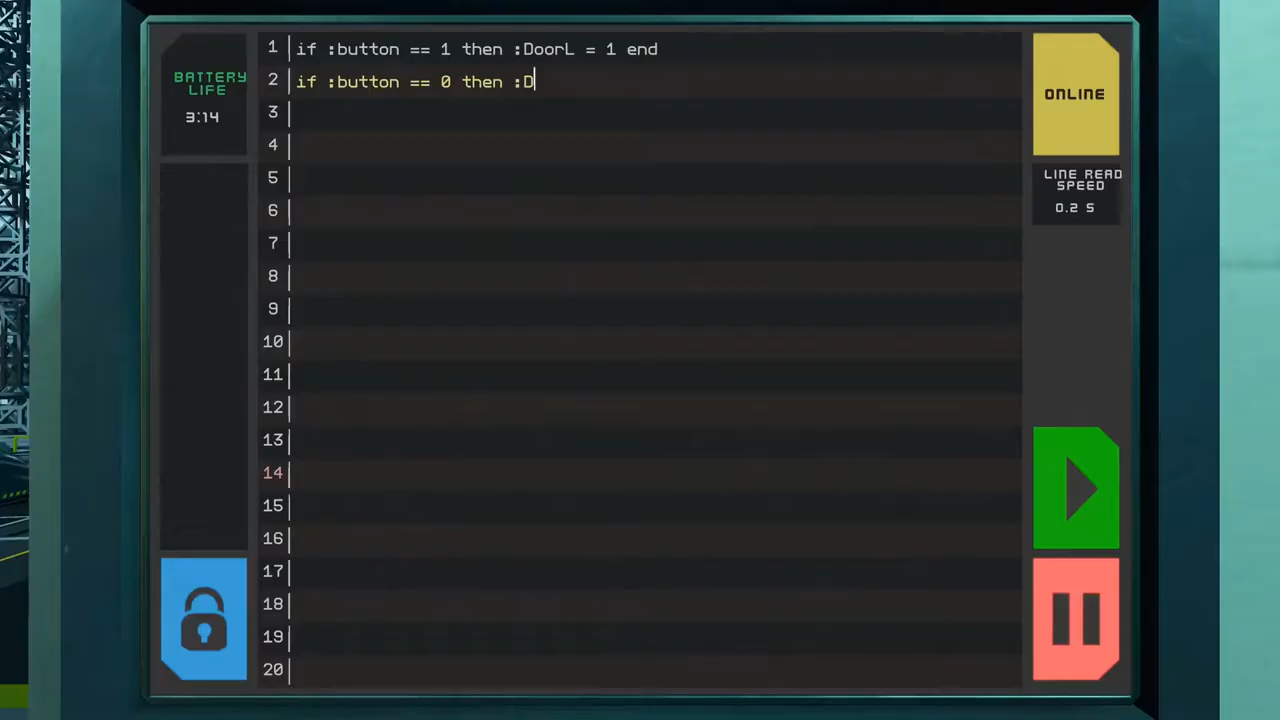 BATTERY
LIFE
3:14
1 if :button == 1 then :DoorL = 1 end
2 if :button == 0 then :D
3
4
5
6
7
8
9
10
11
12
13
14
15
16
17
18
19
20
ONLINE
LINE READ
SPEED
0.2 S